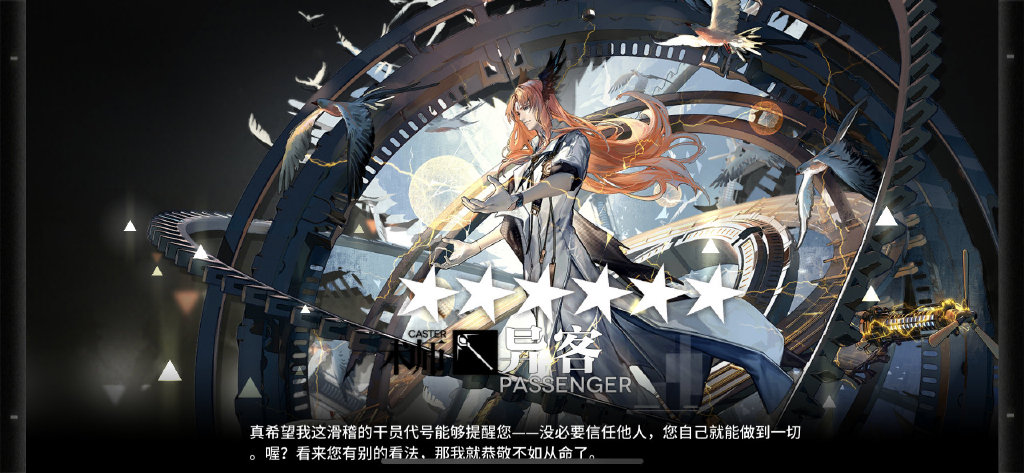 CASTER
术师
异客
PASSENGER
真希望我这滑稽的干员代号能够提醒您——没必要信任他人，您自己就能做到一切
。喔？看来您有别的看法，那我就恭敬不如从命了。